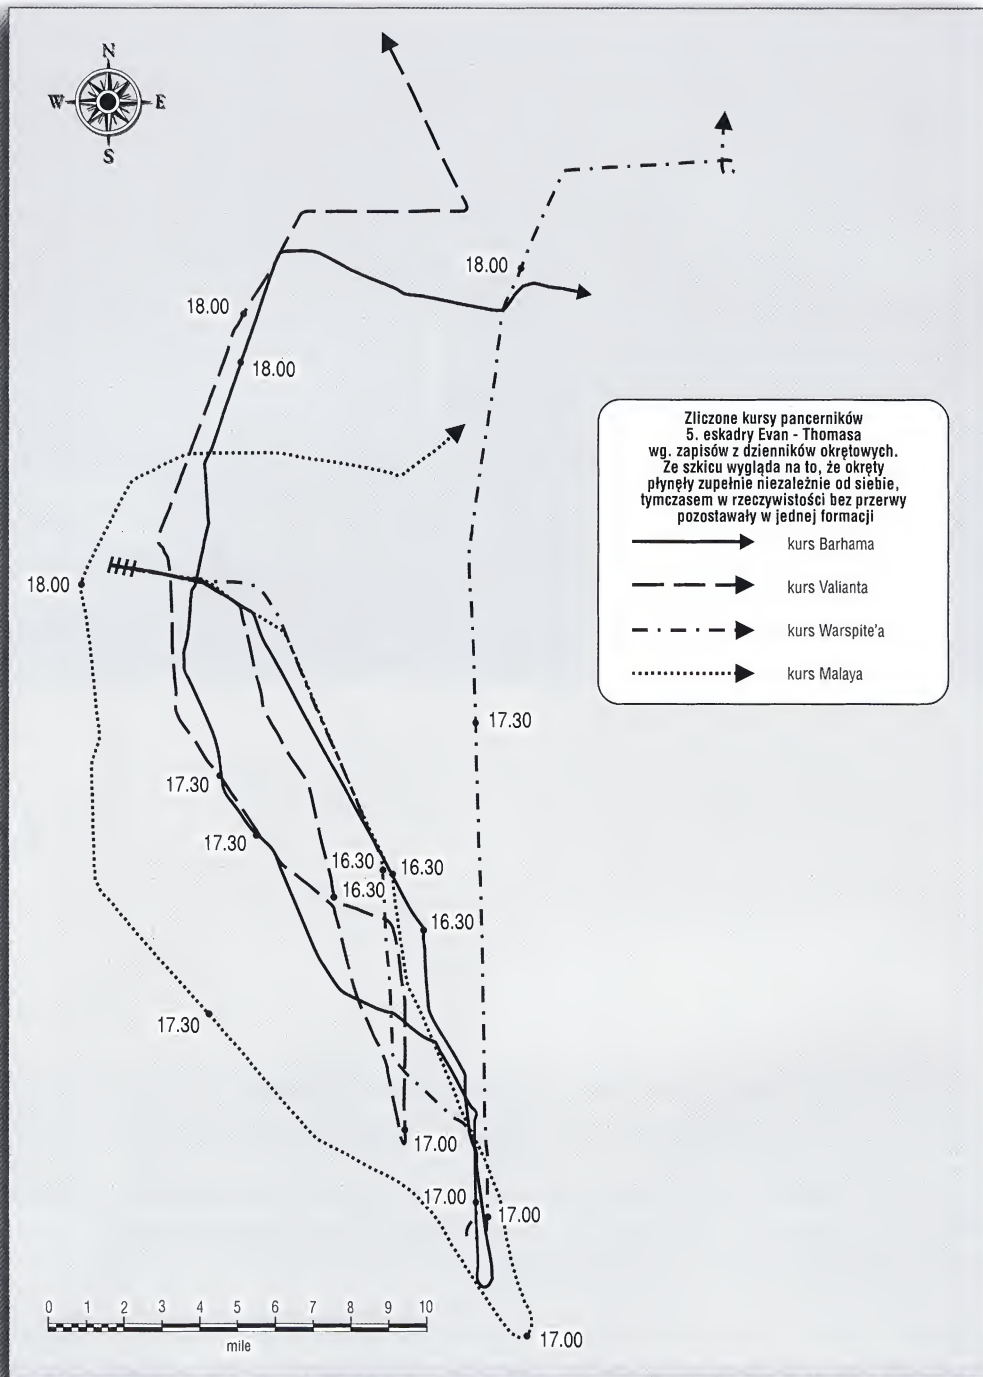 N
W E
S
18.00
18.00
18.00
Zliczone kursy pancerników
5. eskadry Evan - Thomasa
wg. zapisów z dzienników okrętowych.
Ze szkicu wygląda na to, że okręty
płynęły zupełnie niezależnie od siebie,
tymczasem w rzeczywistości bez przerwy
pozostawały w jednej formacji
kurs Barhama
kurs Valianta
kurs Warspite'a
kurs Malaya
18.00
17.30
17.30
17.30
16.30
16.30
16.30
16.30
17.30
17.00
17.00
17.00
17.00
0 1 2 3 4 5 6 7 8 9 10
mile